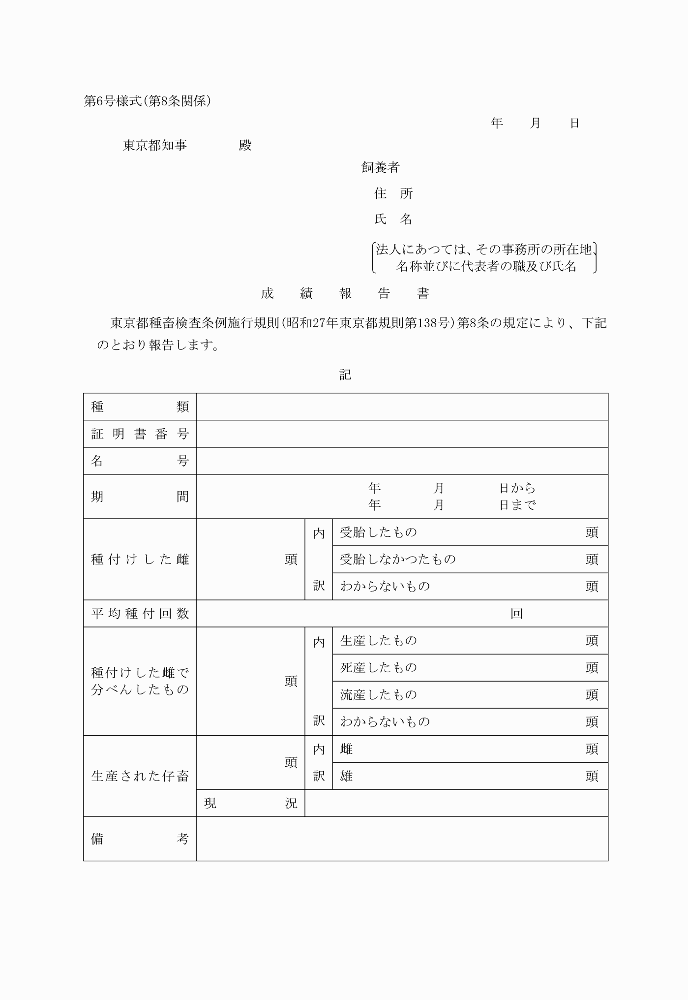 第6号様式(第8条関係)
年　　月　　日
東京都知事　　　　殿
飼養者
住　所
氏　名
法人にあつては、その事務所の所在地、
名称並びに代表者の職及び氏名
成　績　報　告　書
東京都種畜検査条例施行規則(昭和27年東京都規則第138号)第8条の規定により、下記
のとおり報告します。
記
種類
証明書番号
名号
期間
年　　　　月　　　　日から
年　　　　月　　　　日まで
種付けした雌
頭
内訳
受胎したもの　頭
受胎しなかつたもの　頭
わからないもの　頭
平均種付回数　回
種付けした雌で
分べんしたもの
頭
内訳
生産したもの　頭
死産したもの　頭
流産したもの　頭
わからないもの　頭
生産された仔畜
頭
内訳
雌　頭
雄　頭
現況
備考